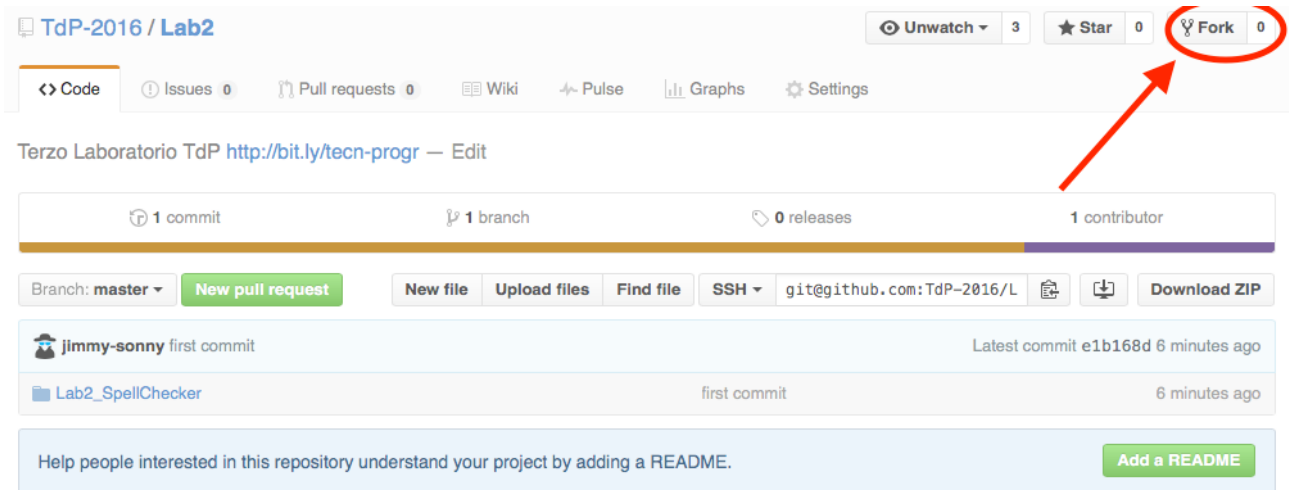 TdP-2016 / Lab2 Unwatch 3 Star 0 Fork 0
Code Issues 0 Pull requests 0 Wiki Pulse Graphs Settings
Terzo Laboratorio TdP http://bit.ly/tecn-progr — Edit
1 commit 1 branch 0 releases 1 contributor
Branch: master New pull request New file Upload files Find file SSH git@github.com:TdP-2016/L Download ZIP
jimmy-sonny first commit Latest commit e1b168d 6 minutes ago
Lab2_SpellChecker first commit 6 minutes ago
Help people interested in this repository understand your project by adding a README. Add a README